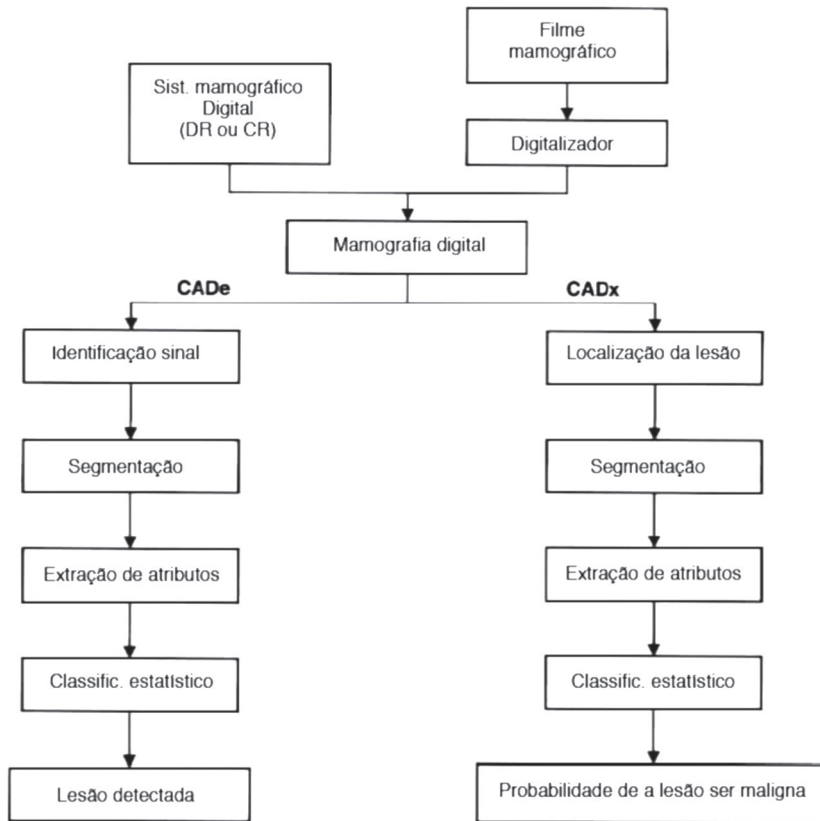 Filme
mamográfico
Sist. mamográfico
Digital
(DR ou CR)
Digitalizador
Mamografia digital
CADe
CADx
Identificação sinal
Localização da lesão
Segmentação
Segmentação
Extração de atributos
Extração de atributos
Classific. estatístico
Classific. estatístico
Lesão detectada
Probabilidade de a lesão ser maligna